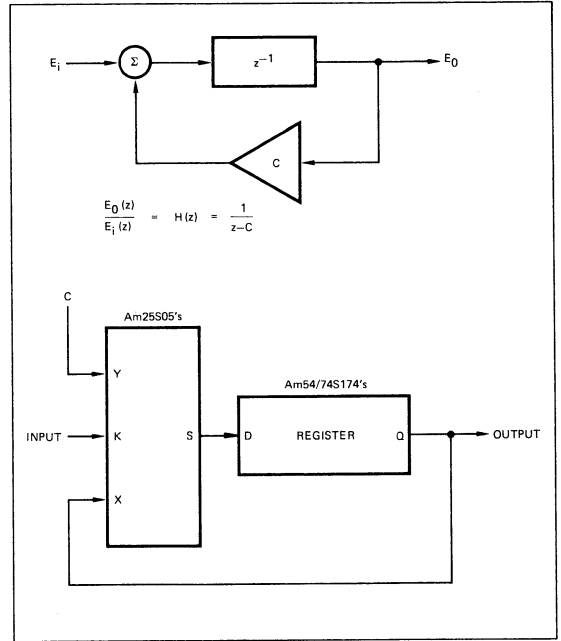 E_i Σ z^−1 E_0
C
E_0 (z) / E_i (z) = H (z) = 1 / z−C
C
Am25S05's
Y
Am54/74S174's
INPUT K S D REGISTER Q OUTPUT
X